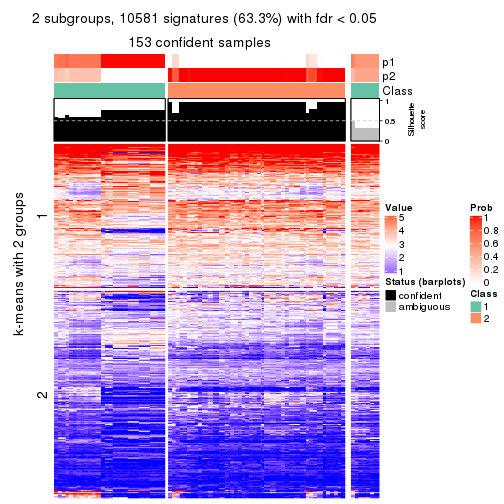 2 subgroups, 10581 signatures (63.3%) with fdr < 0.05
153 confident samples
p1
p2
Class
1
0.5
0
Silhouette
score
k-means with 2 groups
1
2
Value
5
4
3
2
1
Status (barplots)
confident
ambiguous
Prob
1
0.8
0.6
0.4
0.2
0
Class
1
2